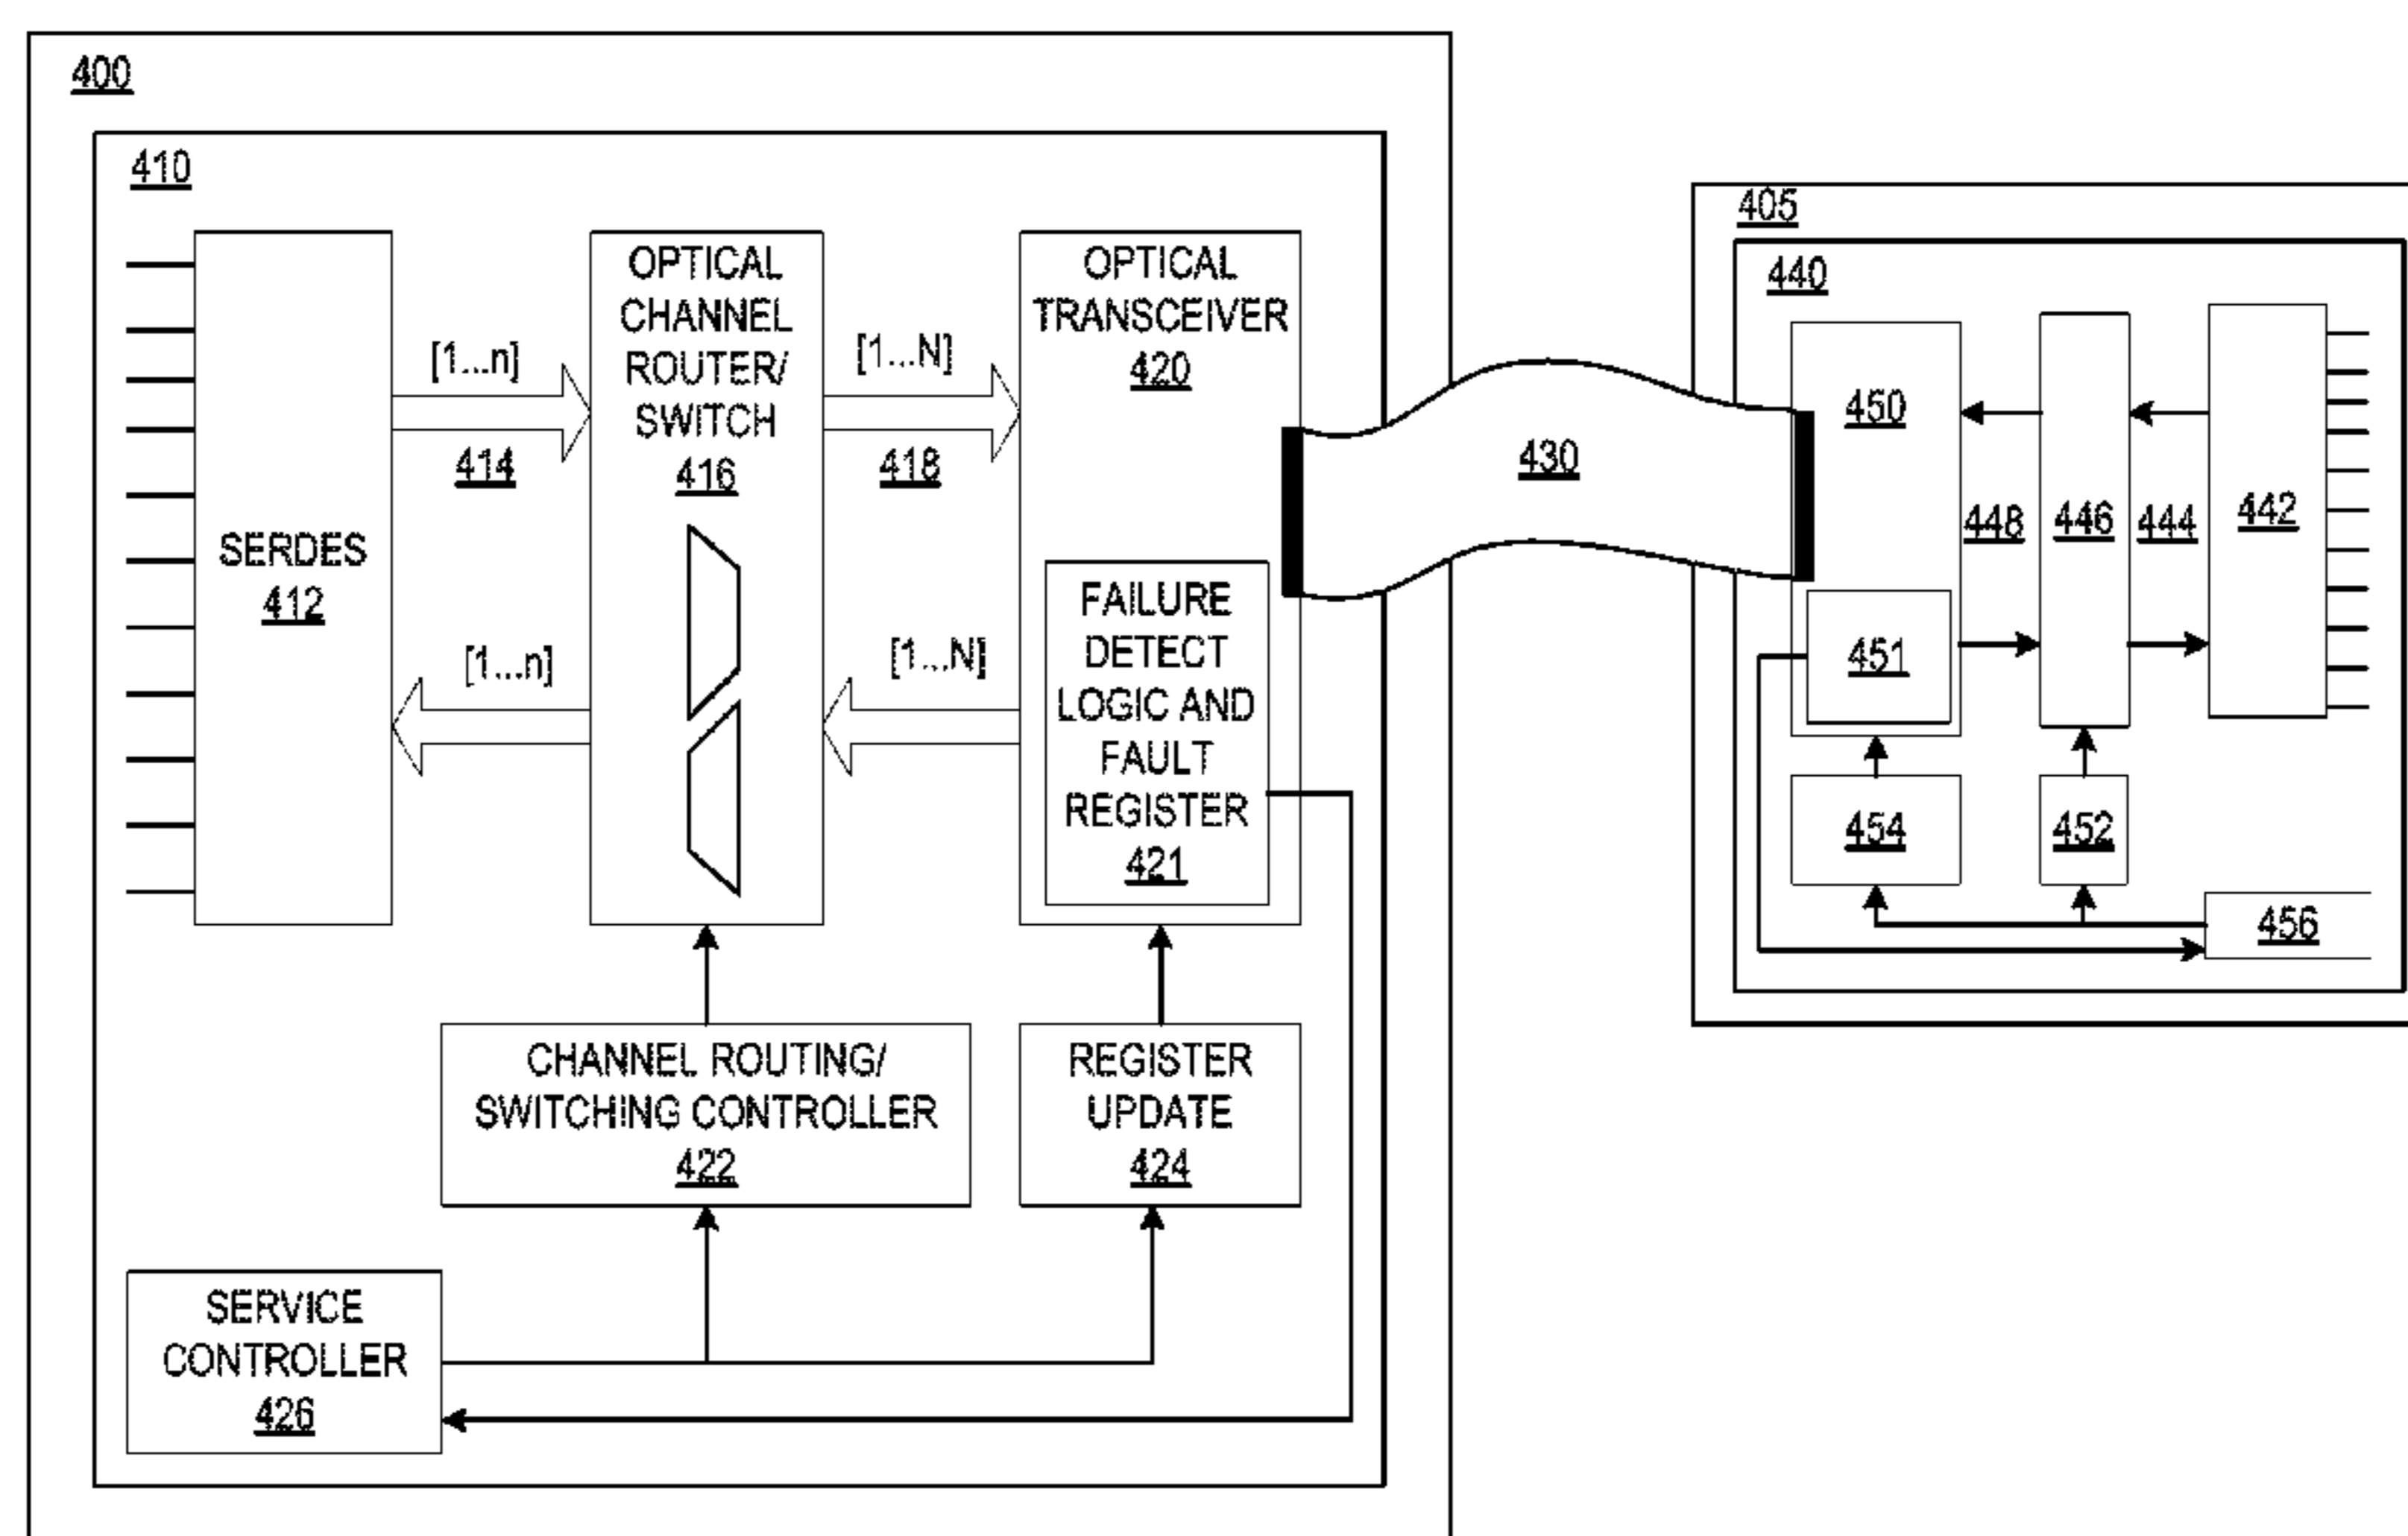 400
410
SERDES
412
[1...n]
414
[1...n]
OPTICAL
CHANNEL
ROUTER/
SWITCH
416
[1...N]
418
[1...N]
OPTICAL
TRANSCEIVER
420
FAILURE
DETECT
LOGIC AND
FAULT
REGISTER
421
CHANNEL ROUTING/
SWITCHING CONTROLLER
422
REGISTER
UPDATE
424
SERVICE
CONTROLLER
426
430
405
440
450
451
448
446
444
442
454
452
456